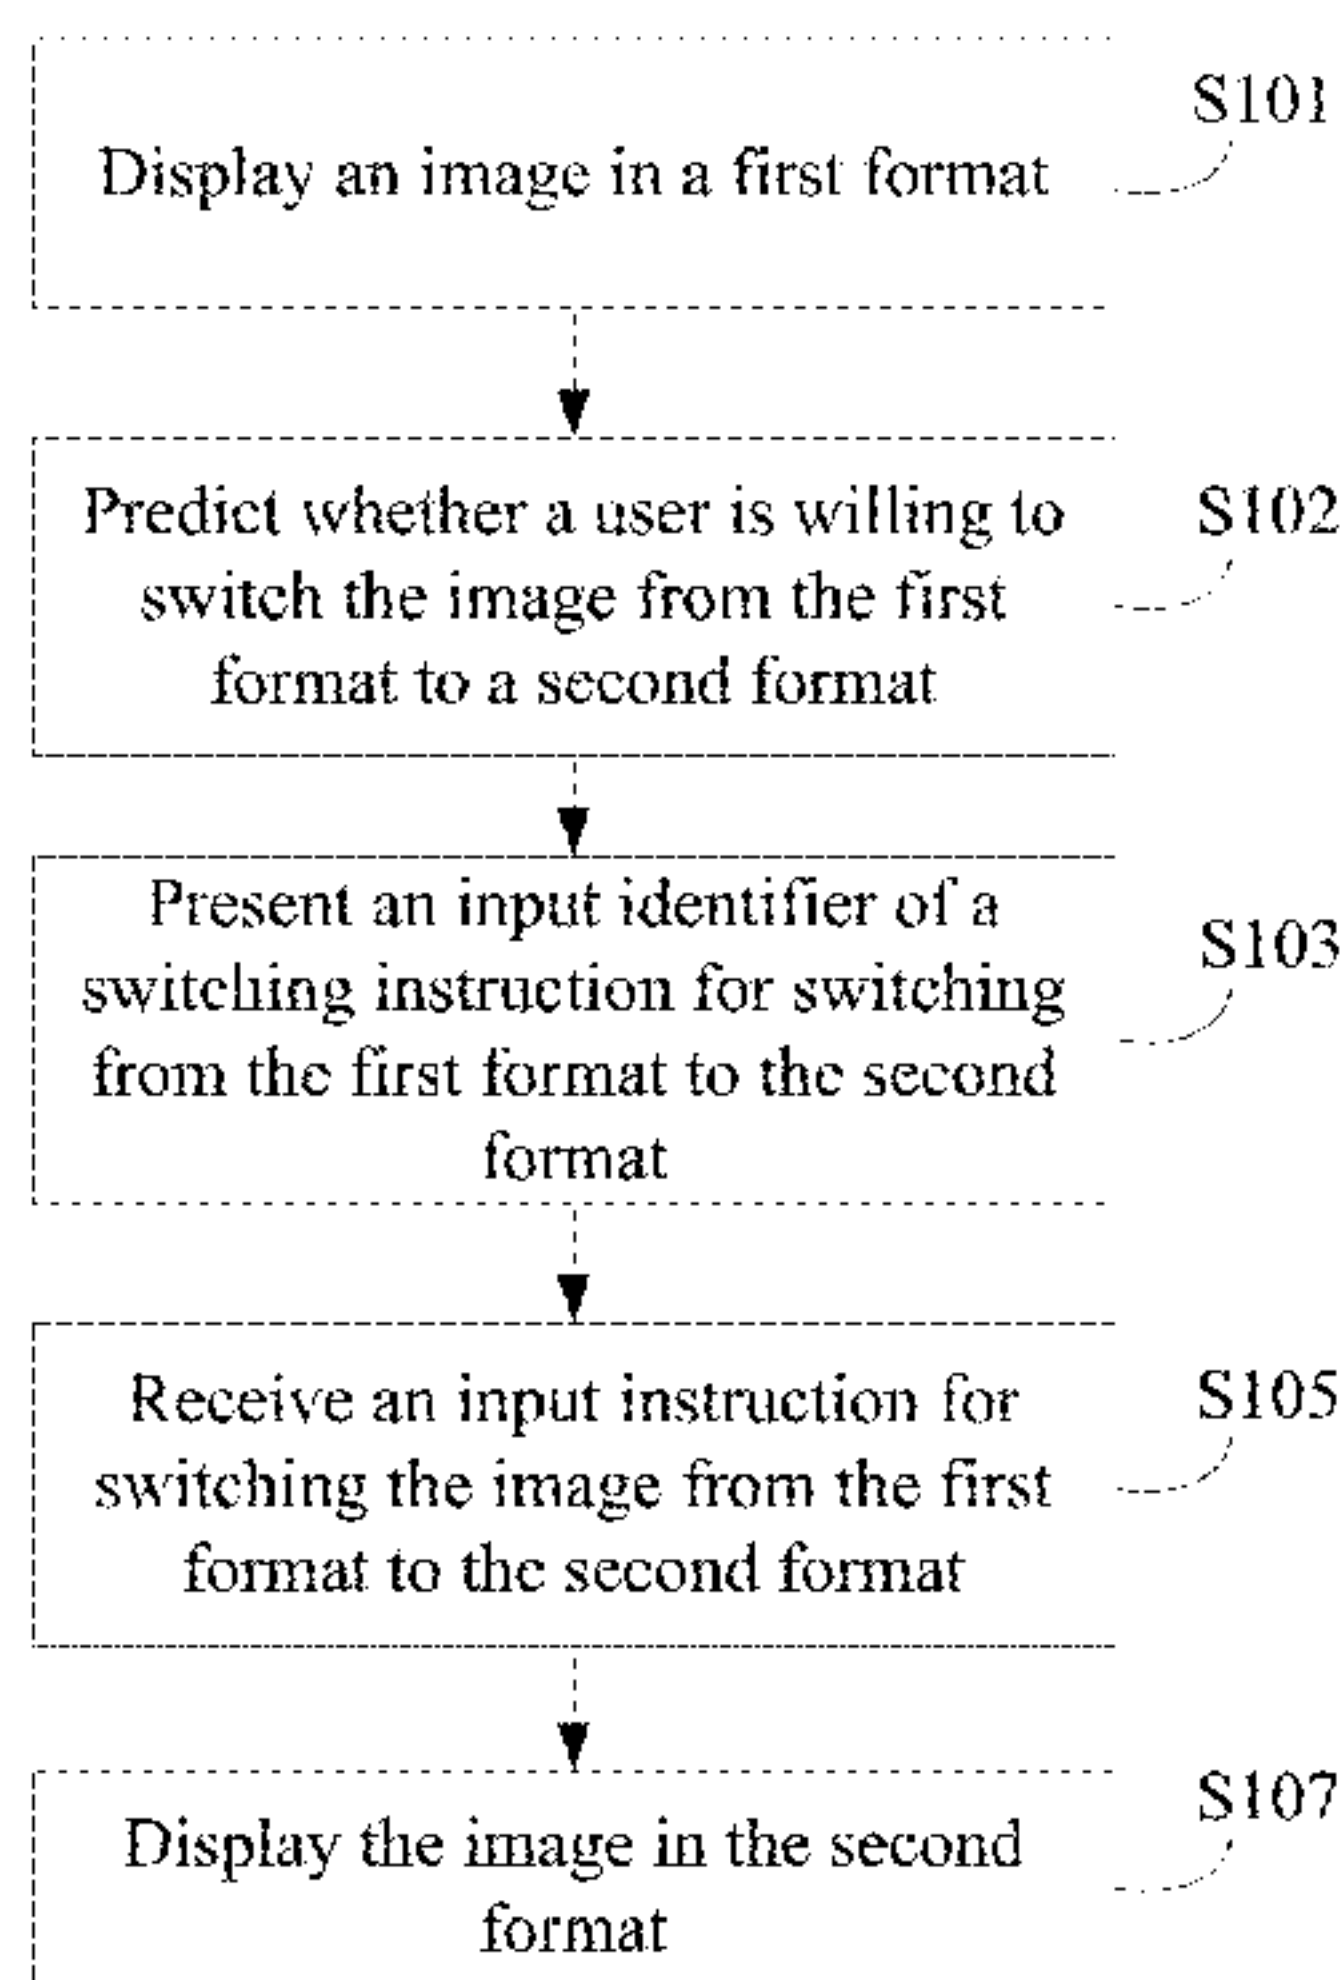 Display an image in a first format
S101
Predict whether a user is willing to
switch the image from the first
format to a second format
S102
Present an input identifier of a
switching instruction for switching
from the first format to the second
format
S103
Receive an input instruction for
switching the image from the first
format to the second format
S105
Display the image in the second
format
S107